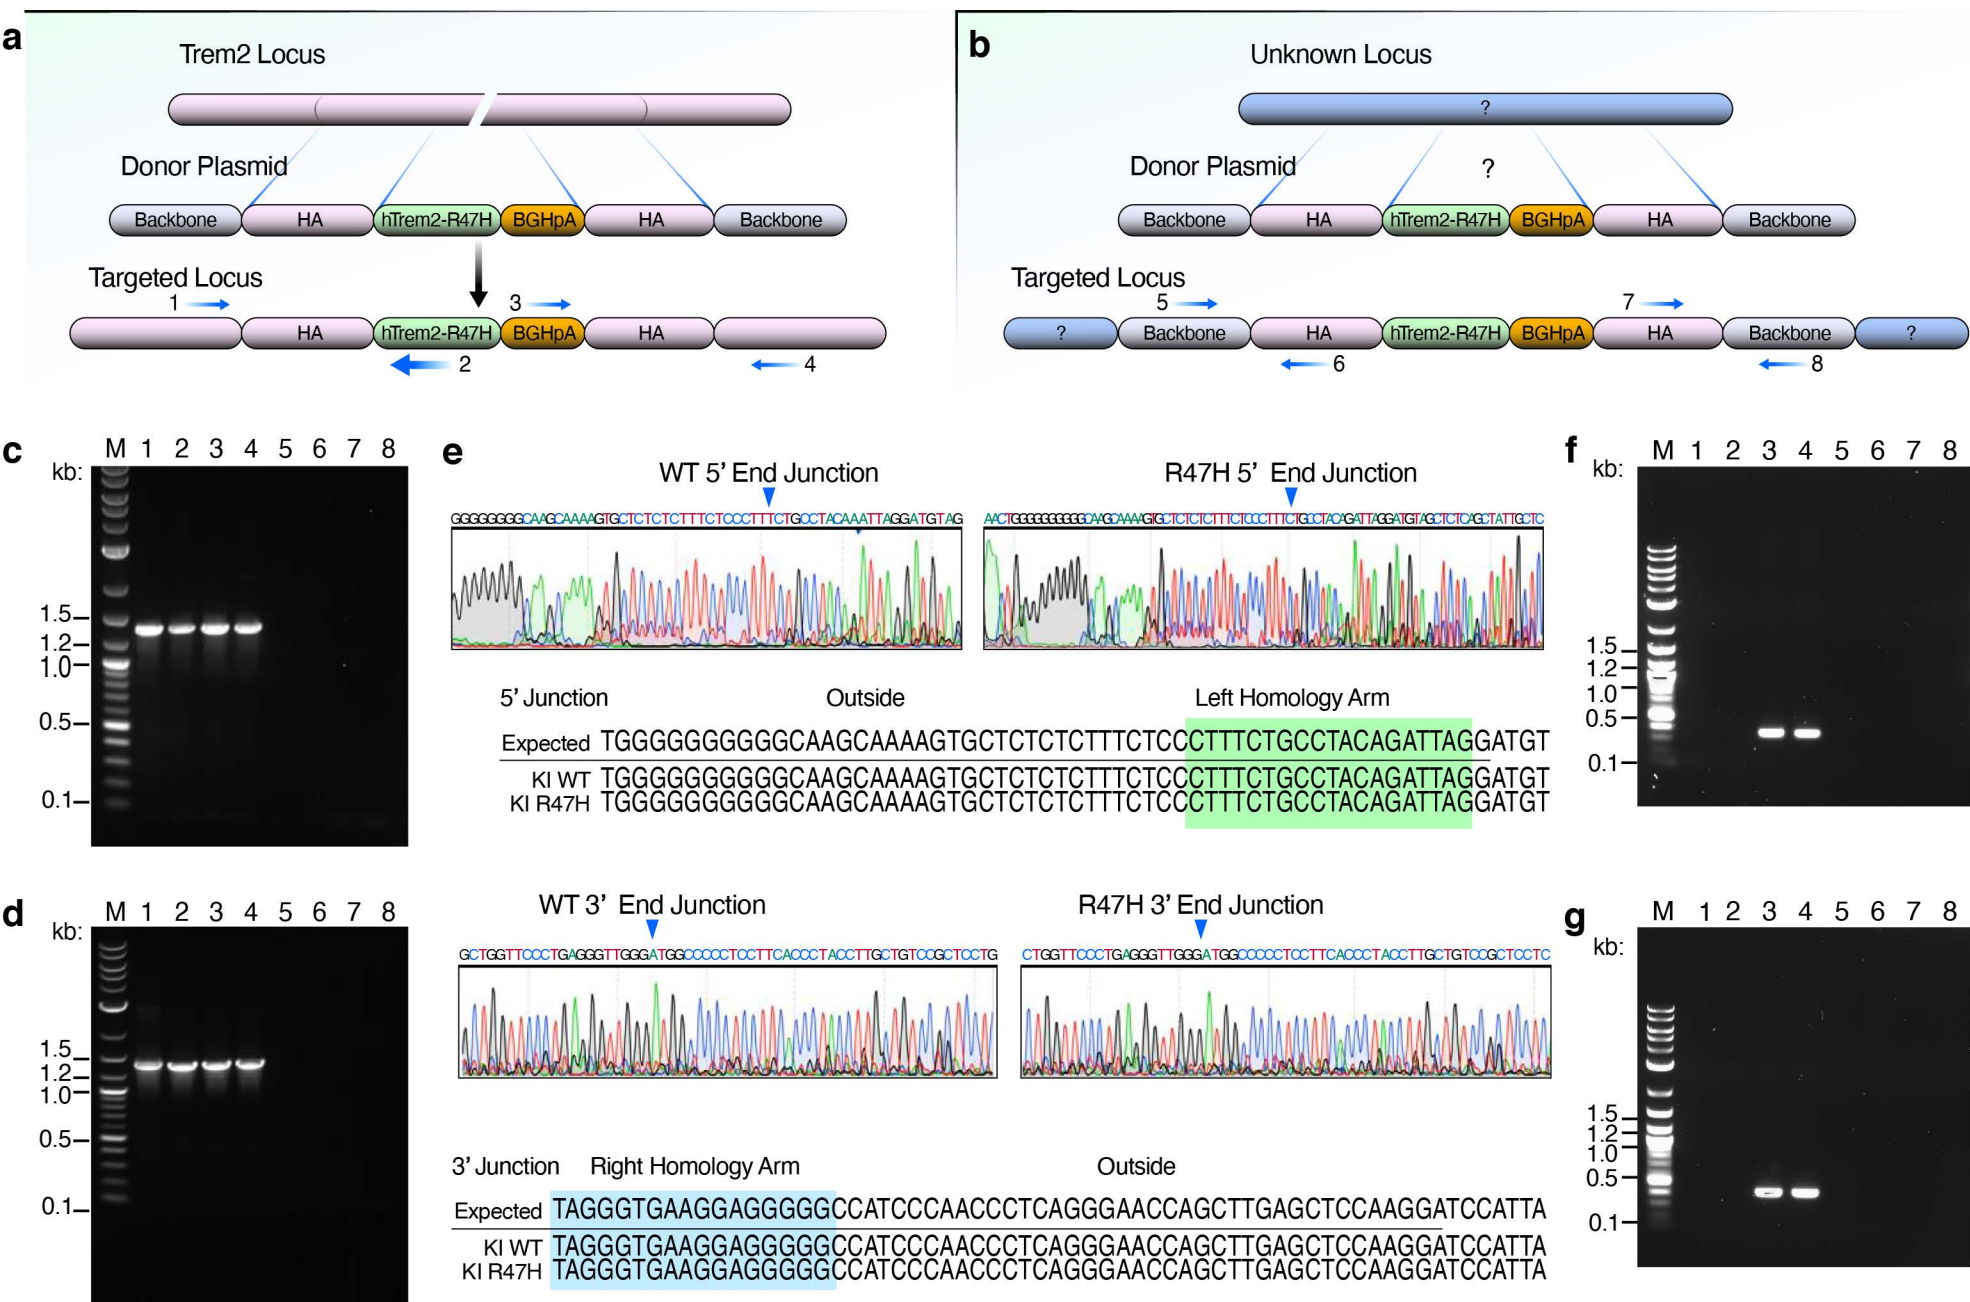 a
Trem2 Locus
Donor Plasmid
Backbone HA hTrem2-R47H BGHpA HA Backbone
Targeted Locus
1 3
HA hTrem2-R47H BGHpA HA
2 4
b
Unknown Locus
?
Donor Plasmid ?
Backbone HA hTrem2-R47H BGHpA HA Backbone
Targeted Locus
5 7
? Backbone HA hTrem2-R47H BGHpA HA Backbone ?
6 8
c
M 1 2 3 4 5 6 7 8
kb:
1.5
1.2
1.0
0.5
0.1
d
M 1 2 3 4 5 6 7 8
kb:
1.5
1.2
1.0
0.5
0.1
e
WT 5’ End Junction R47H 5’ End Junction
GGGGGGGGCAAGCAAAAGTGCTCTCTCTTTCTCCCTTTCTGCCTACAAATTAGGATGTAG
AACTGGGGGGGGGGCAAGCAAAAGTGCTCTCTCTTTCTCCCTTTCTGCCTACAGATTAGGATGTAGCTCTCAGCTATTGCTC
5’ Junction Outside Left Homology Arm
Expected TGGGGGGGGGGCAAGCAAAAGTGCTCTCTCTTTCTCCCTTTCTGCCTACAGATTAGGATGT
KI WT TGGGGGGGGGGCAAGCAAAAGTGCTCTCTCTTTCTCCCTTTCTGCCTACAGATTAGGATGT
KI R47H TGGGGGGGGGGCAAGCAAAAGTGCTCTCTCTTTCTCCCTTTCTGCCTACAGATTAGGATGT
WT 3’ End Junction R47H 3’ End Junction
GCTGGTTCCCTGAGGGTTGGGATGGCCCCCTCCTTCACCCTACCTTGCTGTCCGCTCCTG
CTGGTTCCCTGAGGGTTGGGATGGCCCCCTCCTTCACCCTACCTTGCTGTCCGCTCCTC
3’ Junction Right Homology Arm Outside
Expected TAGGGTGAAGGAGGGGGCCATCCCAACCCTCAGGGAACCAGCTTGAGCTCCAAGGATCCATTA
KI WT TAGGGTGAAGGAGGGGGCCATCCCAACCCTCAGGGAACCAGCTTGAGCTCCAAGGATCCATTA
KI R47H TAGGGTGAAGGAGGGGGCCATCCCAACCCTCAGGGAACCAGCTTGAGCTCCAAGGATCCATTA
f
M 1 2 3 4 5 6 7 8
kb:
1.5
1.2
1.0
0.5
0.1
g
M 1 2 3 4 5 6 7 8
kb:
1.5
1.2
1.0
0.5
0.1